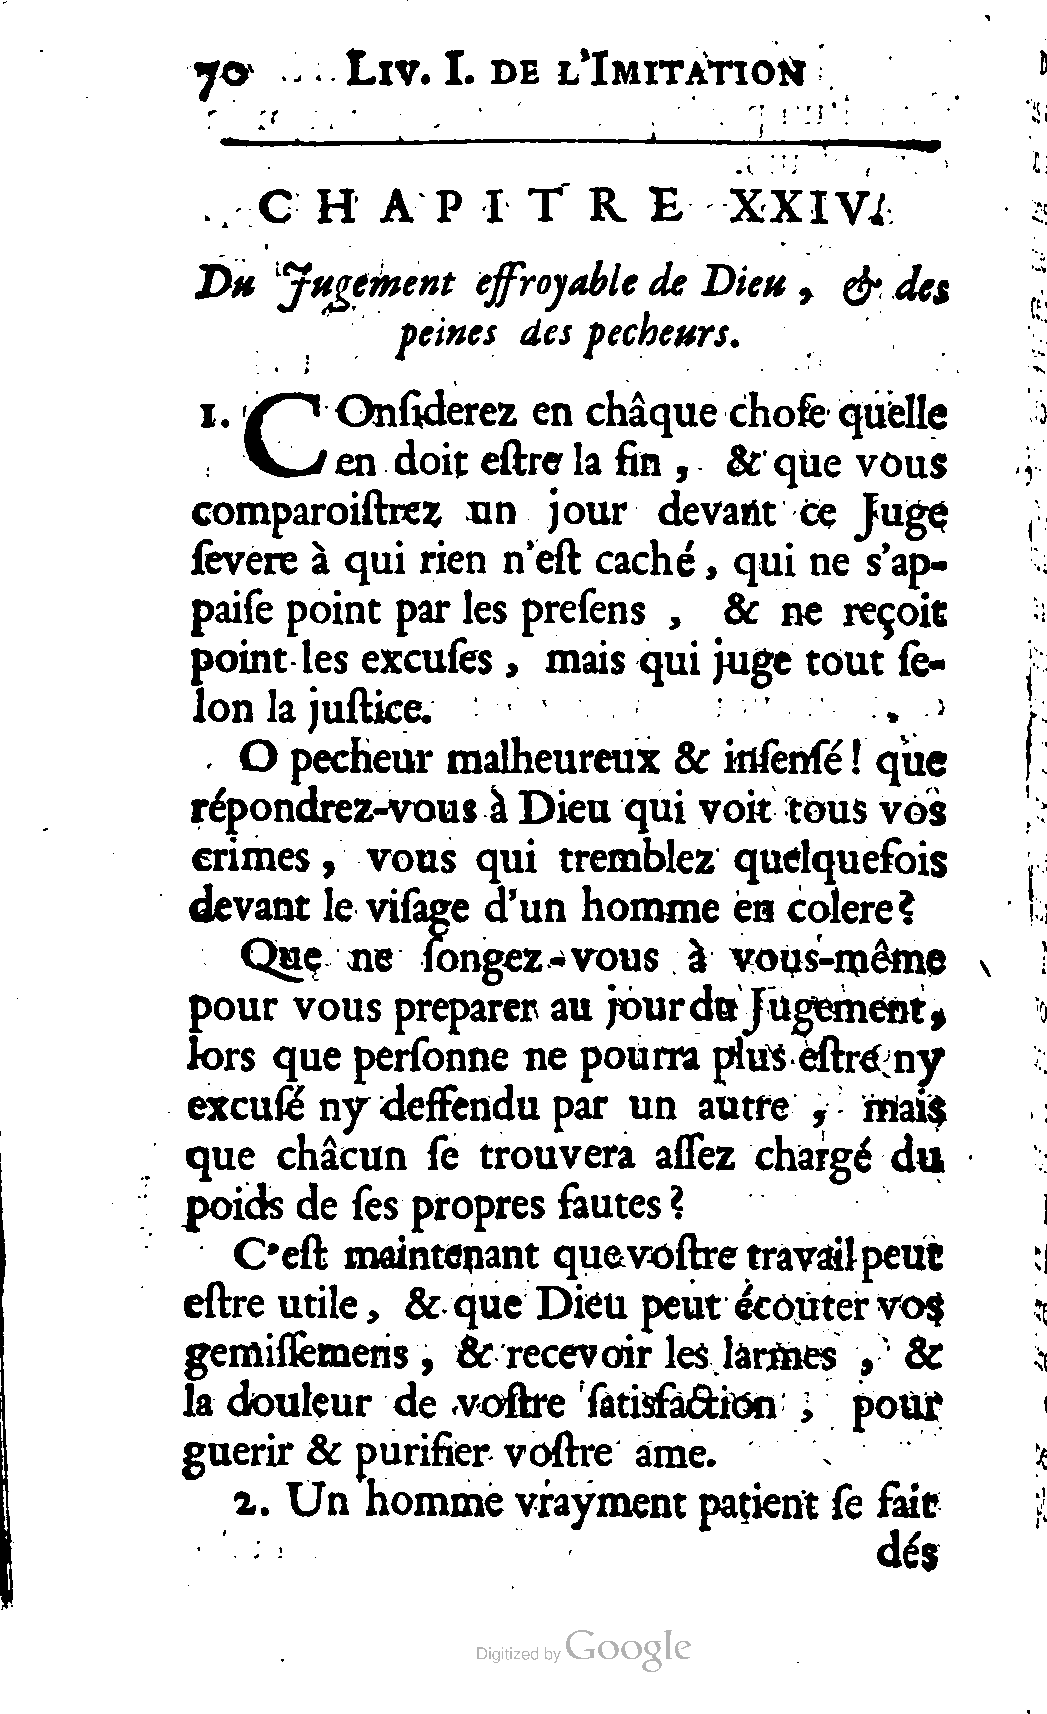 70 LIV. I. DE L'IMITATION
CHAPITRE XXIV.
Du Jugement effroyable de Dieu, & des
peines des pecheurs.
1. COnſiderez en châque choſe quelle
en doit eſtre la fin, & que vous
comparoiſtrez un jour devant ce Juge
ſevere à qui rien n'eſt caché, qui ne s'ap-
paiſe point par les preſens, & ne reçoit
point les excuſes, mais qui juge tout ſe-
lon la juſtice.
O pecheur malheureux & inſenſé! que
répondrez-vous à Dieu qui voit tous vos
crimes, vous qui tremblez quelquefois
devant le viſage d'un homme en colere?
Que ne ſongez-vous à vous-même
pour vous preparer au jour du Jugement,
lors que perſonne ne pourra plus eſtre ny
excuſé ny deffendu par un autre, mais
que châcun ſe trouvera aſſez chargé du
poids de ſes propres fautes?
C'eſt maintenant que voſtre travail peut
eſtre utile, & que Dieu peut écouter vos
gemiſſemens, & recevoir les larmes, &
la douleur de voſtre ſatisfaction, pour
guerir & purifier voſtre ame.
2. Un homme vrayment patient ſe fait
dés
Digitized by Google